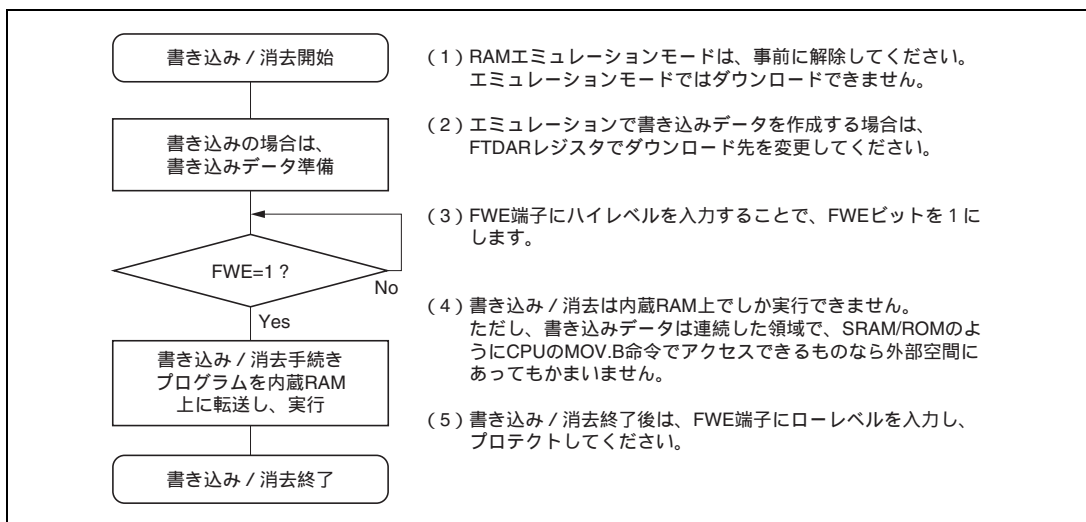 書き込み / 消去開始
書き込みの場合は、
書き込みデータ準備
FWE=1 ?
No
Yes
書き込み / 消去手続き
プログラムを内蔵RAM
上に転送し、実行
書き込み / 消去終了
(1)RAMエミュレーションモードは、事前に解除してください。
エミュレーションモードではダウンロードできません。
(2)エミュレーションで書き込みデータを作成する場合は、
FTDARレジスタでダウンロード先を変更してください。
(3)FWE端子にハイレベルを入力することで、FWEビットを1に
します。
(4)書き込み / 消去は内蔵RAM上でしか実行できません。
ただし、書き込みデータは連続した領域で、SRAM/ROMのよ
うにCPUのMOV.B命令でアクセスできるものなら外部空間に
あってもかまいません。
(5)書き込み / 消去終了後は、FWE端子にローレベルを入力し、
プロテクトしてください。